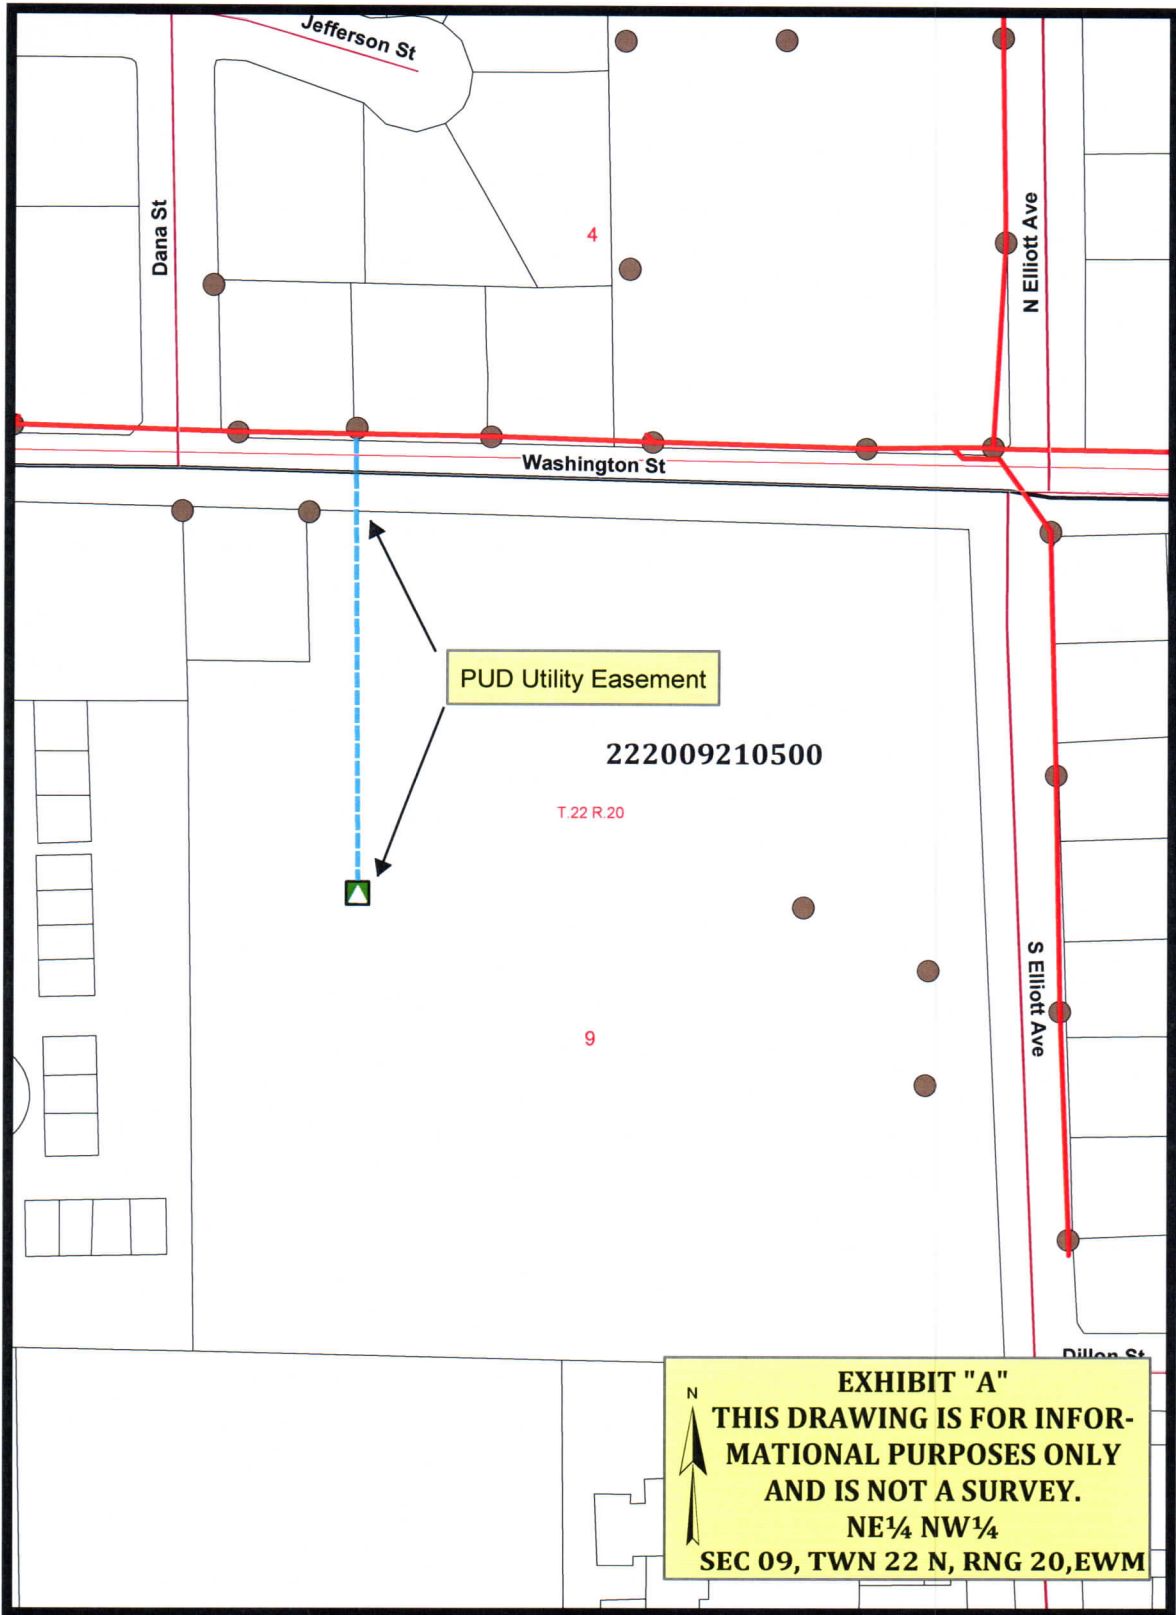 Jefferson St
Dana St
4
N Elliott Ave
Washington St
PUD Utility Easement
222009210500
T.22 R.20
9
S Elliott Ave
Dillon St
N
EXHIBIT "A"
THIS DRAWING IS FOR INFOR-
MATIONAL PURPOSES ONLY
AND IS NOT A SURVEY.
NE¼ NW¼
SEC 09, TWN 22 N, RNG 20,EWM